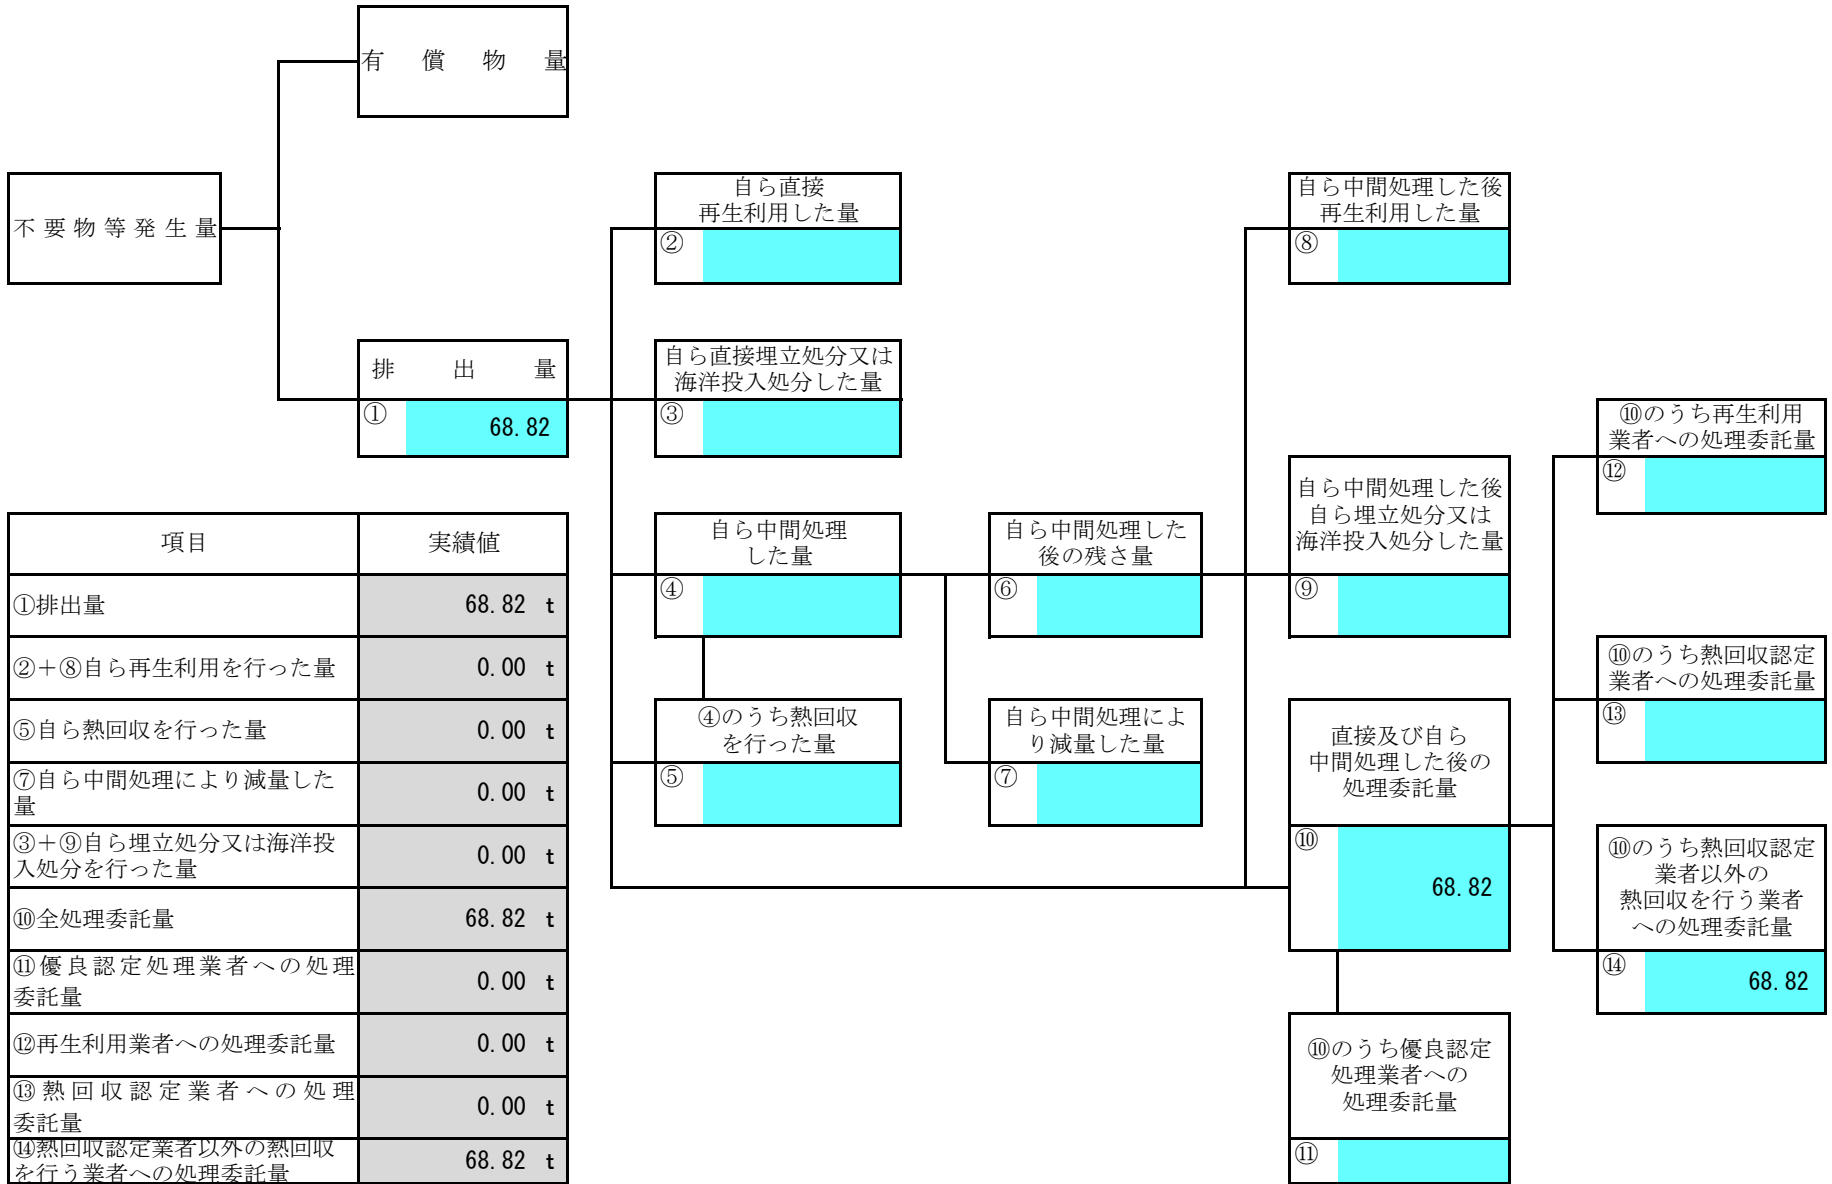 有償物量
不要物等発生量
自ら直接
再生利用した量
②
自ら中間処理した後
再生利用した量
⑧
排出量
① 68.82
自ら直接埋立処分又は
海洋投入処分した量
③
⑩のうち再生利用
業者への処理委託量
⑫
自ら中間処理
した量
④
自ら中間処理した
後の残さ量
⑥
自ら中間処理した後
自ら埋立処分又は
海洋投入処分した量
⑨
⑩のうち熱回収認定
業者への処理委託量
⑬
④のうち熱回収
を行った量
⑤
自ら中間処理によ
り減量した量
⑦
直接及び自ら
中間処理した後の
処理委託量
⑩
68.82
⑩のうち熱回収認定
業者以外の
熱回収を行う業者
への処理委託量
⑭ 68.82
⑩のうち優良認定
処理業者への
処理委託量
⑪
項目 実績値
①排出量 68.82 t
②+⑧自ら再生利用を行った量 0.00 t
⑤自ら熱回収を行った量 0.00 t
⑦自ら中間処理により減量した
量 0.00 t
③+⑨自ら埋立処分又は海洋投
入処分を行った量 0.00 t
⑩全処理委託量 68.82 t
⑪優良認定処理業者への処理
委託量 0.00 t
⑫再生利用業者への処理委託量 0.00 t
⑬熱回収認定業者への処理
委託量 0.00 t
⑭熱回収認定業者以外の熱回収
を行う業者への処理委託量 68.82 t